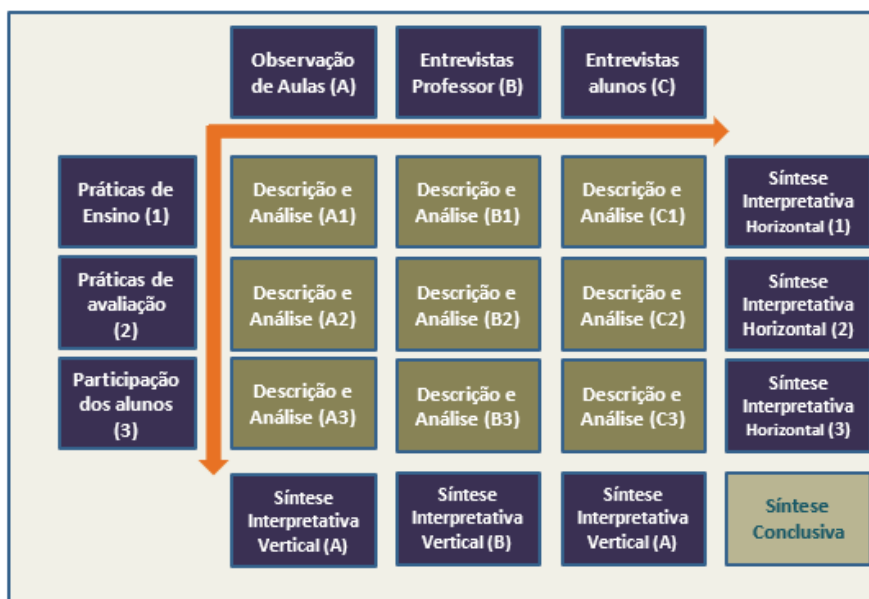 Observação
de Aulas (A)
Entrevistas
Professor (B)
Entrevistas
alunos (C)
Práticas de
Ensino (1)
Descrição e
Análise (A1)
Descrição e
Análise (B1)
Descrição e
Análise (C1)
Síntese
Interpretativa
Horizontal (1)
Práticas de
avaliação
(2)
Descrição e
Análise (A2)
Descrição e
Análise (B2)
Descrição e
Análise (C2)
Síntese
Interpretativa
Horizontal (2)
Participação
dos alunos
(3)
Descrição e
Análise (A3)
Descrição e
Análise (B3)
Descrição e
Análise (C3)
Síntese
Interpretativa
Horizontal (3)
Síntese
Interpretativa
Vertical (A)
Síntese
Interpretativa
Vertical (B)
Síntese
Interpretativa
Vertical (A)
Síntese
Conclusiva